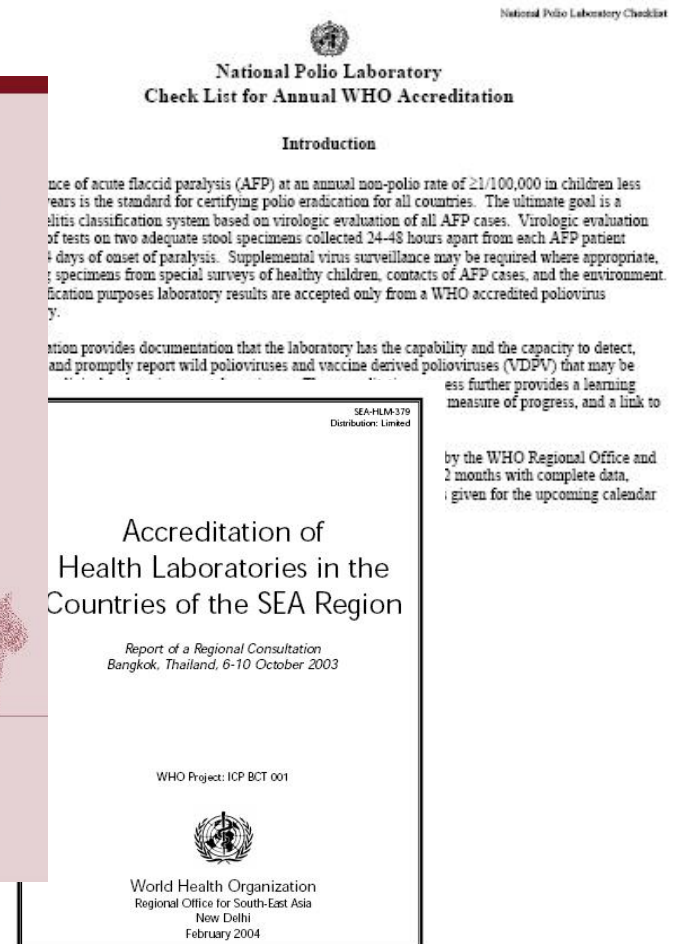 National Polio Laboratory Checklist
National Polio Laboratory
Check List for Annual WHO Accreditation
Introduction
nce of acute flaccid paralysis (AFP) at an annual non-polio rate of ≥1/100,000 in children less
ears is the standard for certifying polio eradication for all countries. The ultimate goal is a
elitis classification system based on virologic evaluation of all AFP cases. Virologic evaluation
of tests on two adequate stool specimens collected 24-48 hours apart from each AFP patient
days of onset of paralysis. Supplemental virus surveillance may be required where appropriate,
specimens from special surveys of healthy children, contacts of AFP cases, and the environment.
fication purposes laboratory results are accepted only from a WHO accredited poliovirus
y.
ation provides documentation that the laboratory has the capability and the capacity to detect,
and promptly report wild polioviruses and vaccine derived polioviruses (VDPV) that may be
ess further provides a learning
measure of progress, and a link to
by the WHO Regional Office and
2 months with complete data,
given for the upcoming calendar
SEA-HLM-379
Distribution: Limited
Accreditation of
Health Laboratories in the
Countries of the SEA Region
Report of a Regional Consultation
Bangkok, Thailand, 6-10 October 2003
WHO Project: ICP BCT 001
World Health Organization
Regional Office for South-East Asia
New Delhi
February 2004